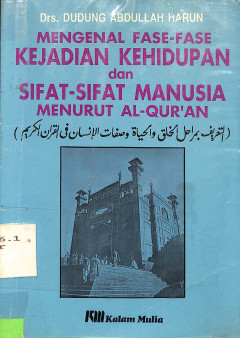 Drs. DUDUNG ABDULLAH HARUN
MENGENAL FASE-FASE
KEJADIAN KEHIDUPAN
dan
SIFAT-SIFAT MANUSIA
MENURUT AL-QUR'AN
(التعريف بمراحل الخلق والحياة وصفات الإنسان في القرآن الكريم)
KM Kalam Mulia